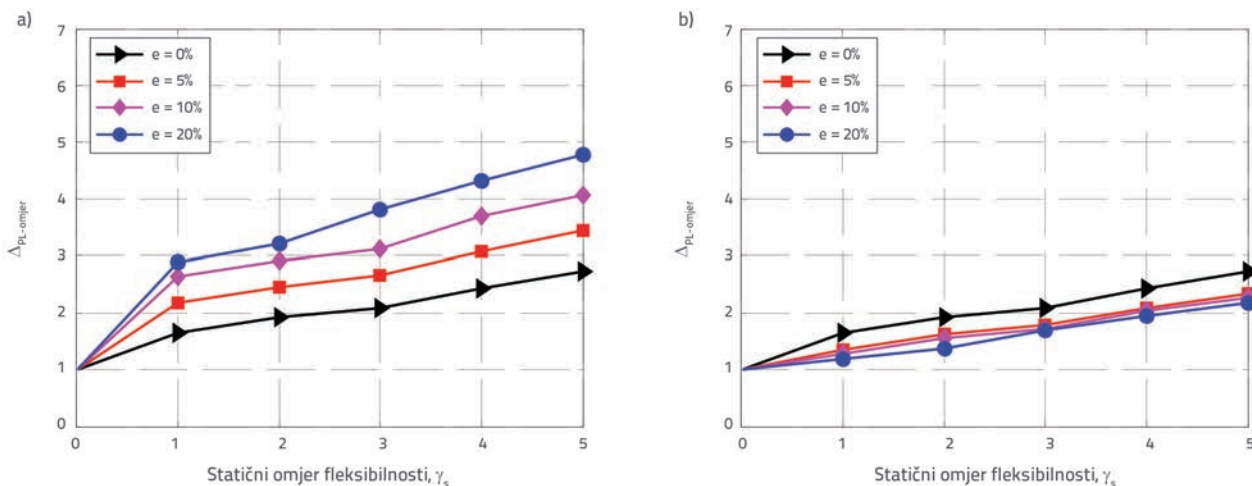 a)
7
6
5
4
3
2
1
0
Δ PL-omjer
e = 0%
e = 5%
e = 10%
e = 20%
0 1 2 3 4 5
Statični omjer fleksibilnosti, γs
b)
7
6
5
4
3
2
1
0
Δ PL-omjer
e = 0%
e = 5%
e = 10%
e = 20%
0 1 2 3 4 5
Statični omjer fleksibilnosti, γs